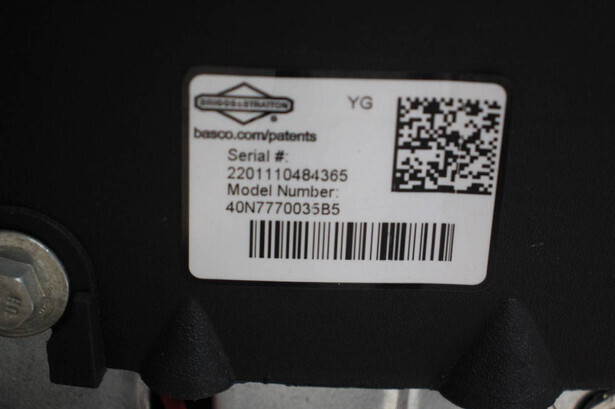 BRIGGS & STRATTON
®
YG
basco.com/patents
Serial #:
2201110484365
Model Number:
40N7770035B5